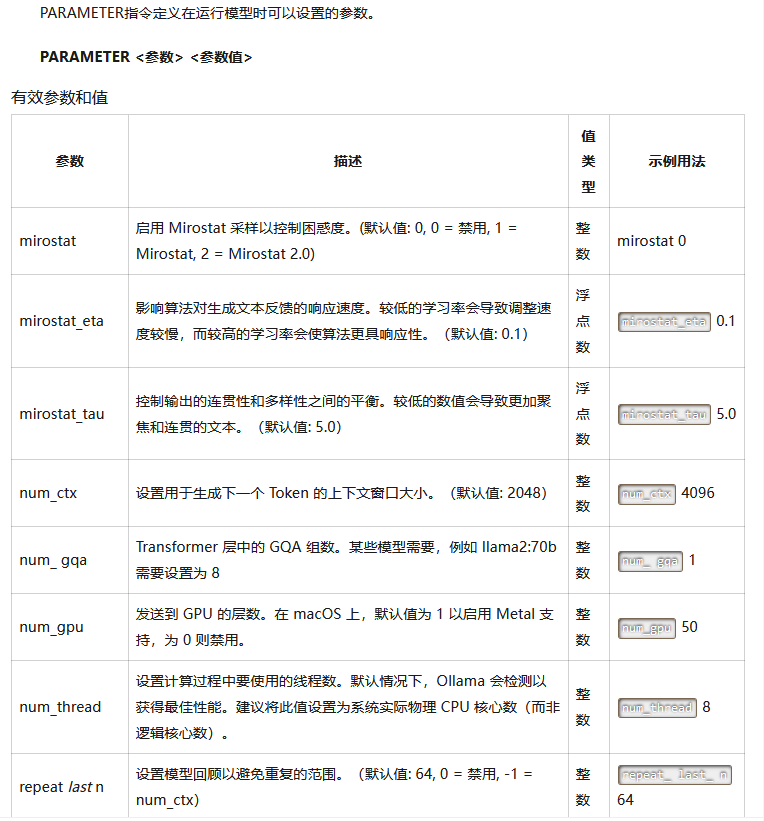 PARAMETER指令定义在运行模型时可以设置的参数。
PARAMETER <参数> <参数值>
有效参数和值
参数
描述
值
类
型
示例用法
mirostat
启用 Mirostat 采样以控制困惑度。(默认值: 0, 0 = 禁用, 1 =
Mirostat, 2 = Mirostat 2.0)
整
数
mirostat 0
mirostat_eta
影响算法对生成文本反馈的响应速度。较低的学习率会导致调整速
度较慢，而较高的学习率会使算法更具响应性。（默认值: 0.1）
浮
点
数
mirostat_eta 0.1
mirostat_tau
控制输出的连贯性和多样性之间的平衡。较低的数值会导致更加聚
焦和连贯的文本。（默认值: 5.0）
浮
点
数
mirostat_tau 5.0
num_ctx
设置用于生成下一个 Token 的上下文窗口大小。（默认值: 2048）
整
数
num_ctx 4096
num_ gqa
Transformer 层中的 GQA 组数。某些模型需要，例如 llama2:70b
需要设置为 8
整
数
num_ gqa 1
num_gpu
发送到 GPU 的层数。在 macOS 上，默认值为 1 以启用 Metal 支
持，为 0 则禁用。
整
数
num_gpu 50
num_thread
设置计算过程中要使用的线程数。默认情况下，Ollama 会检测以
获得最佳性能。建议将此值设置为系统实际物理 CPU 核心数（而非
逻辑核心数）。
整
数
num_thread 8
repeat last n
设置模型回顾以避免重复的范围。（默认值: 64, 0 = 禁用, -1 =
num_ctx）
整
数
repeat_ last_ n
64